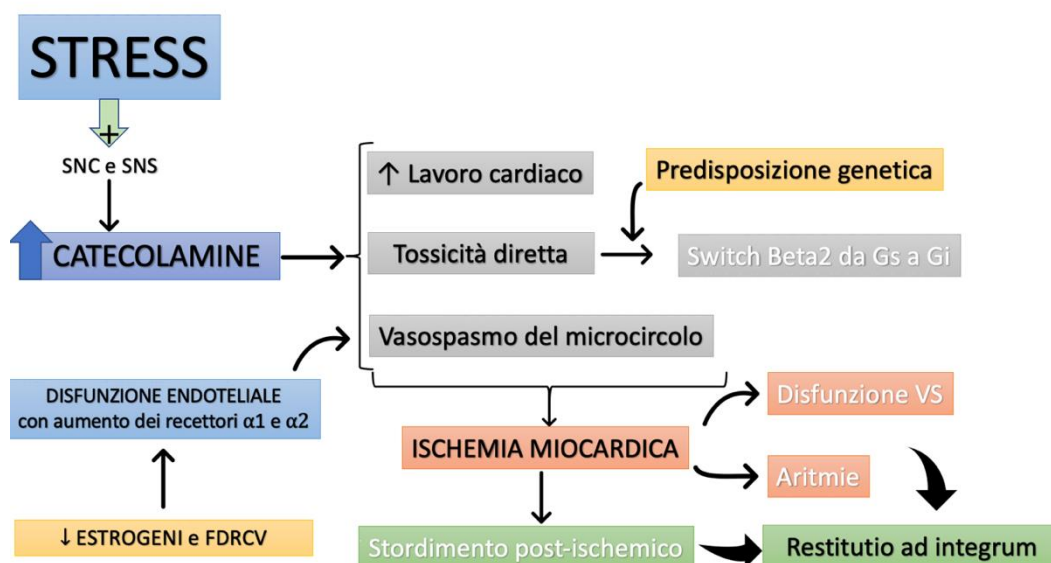 STRESS
+
SNC e SNS
↑ Lavoro cardiaco
Predisposizione genetica
CATECOLAMINE
Tossicità diretta
Switch Beta2 da Gs a Gi
Vasospasmo del microcircolo
DISFUNZIONE ENDOTELIALE
con aumento dei recettori α1 e α2
Disfunzione VS
ISCHEMIA MIOCARDICA
Aritmie
↓ ESTROGENI e FDRCV
Stordimento post-ischemico
Restitutio ad integrum